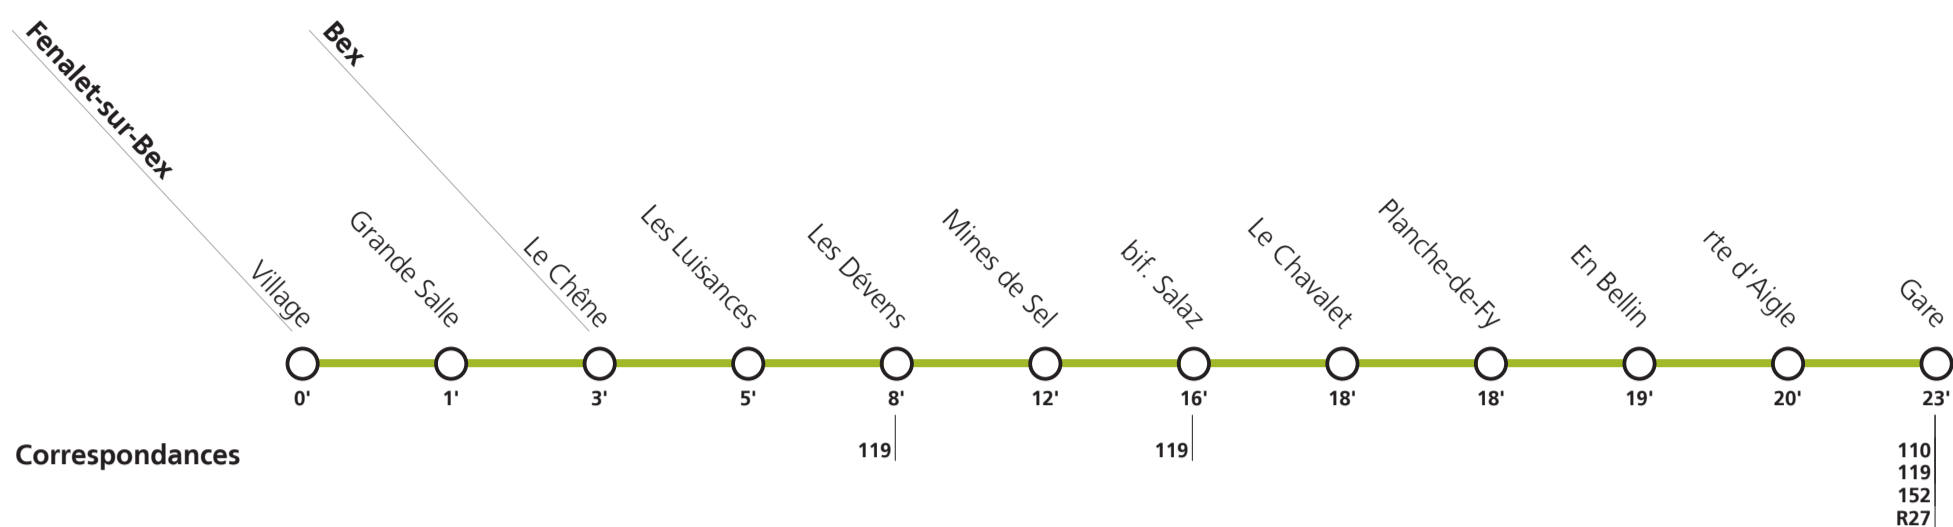 Fenalet-sur-Bex
Bex
Village
Grande Salle
Le Chêne
Les Luisances
Les Dévens
Mines de Sel
bif. Salaz
Le Chavalet
Planche-de-Fy
En Bellin
rte d'Aigle
Gare
0' 1' 3' 5' 8' 12' 16' 18' 18' 19' 20' 23'
Correspondances 119 119 110
119
152
R27